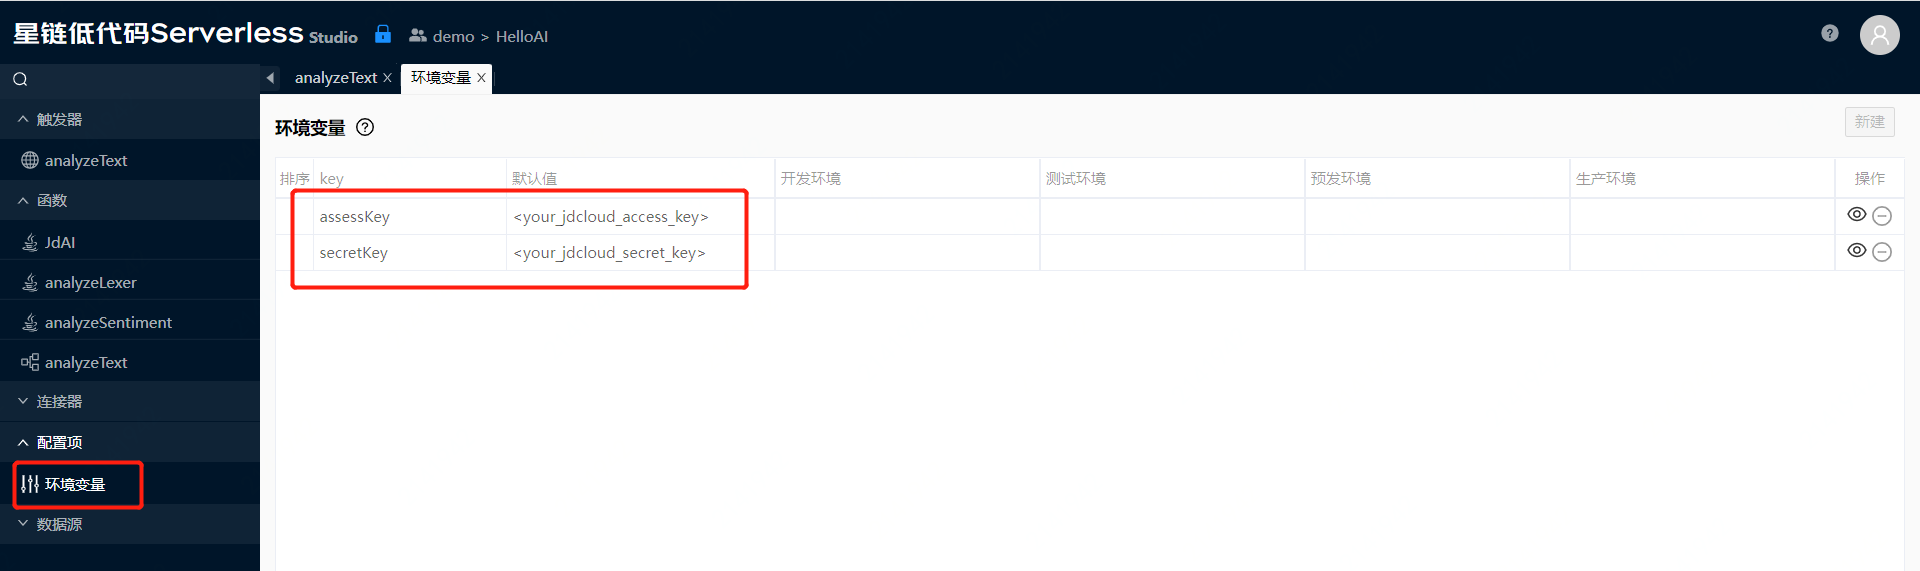 星链低代码Serverless Studio demo > HelloAI
analyzeText 环境变量
触发器
analyzeText
函数
JdAI
analyzeLexer
analyzeSentiment
analyzeText
连接器
配置项
环境变量
数据源
环境变量
新建
排序 key 默认值 开发环境 测试环境 预发环境 生产环境 操作
assessKey <your_jdcloud_access_key>
secretKey <your_jdcloud_secret_key>